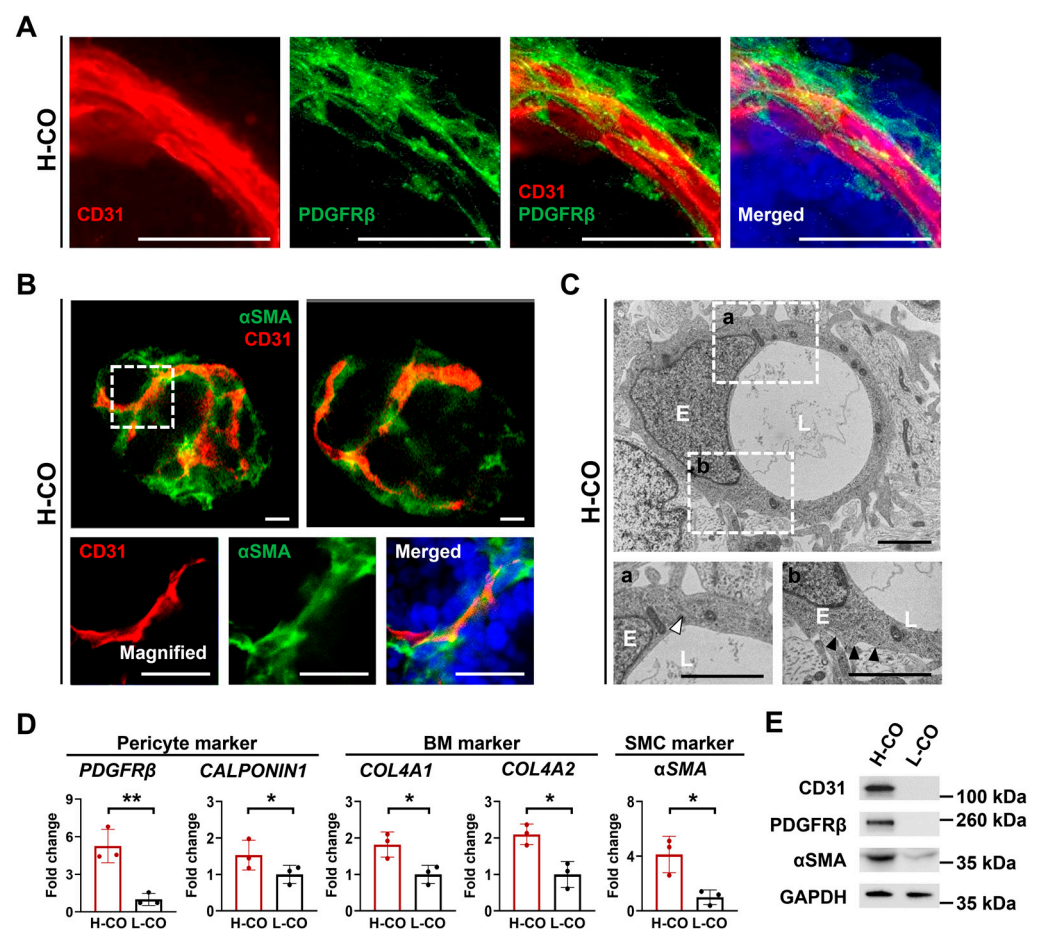 A
H-CO
CD31
PDGFRβ
CD31
PDGFRβ
Merged
B
H-CO
αSMA
CD31
CD31
Magnified
αSMA
Merged
C
H-CO
a
E
L
b
a
E
L
b
E
L
D
Pericyte marker
BM marker
SMC marker
PDGFRβ
CALPONIN1
COL4A1
COL4A2
αSMA
Fold change
9
6
3
0
**
H-CO L-CO
Fold change
3
2
1
0
*
H-CO L-CO
Fold change
3
2
1
0
*
H-CO L-CO
Fold change
3
2
1
0
*
H-CO L-CO
Fold change
8
4
0
*
H-CO L-CO
E
H-CO
L-CO
CD31
100 kDa
PDGFRβ
260 kDa
αSMA
35 kDa
GAPDH
35 kDa